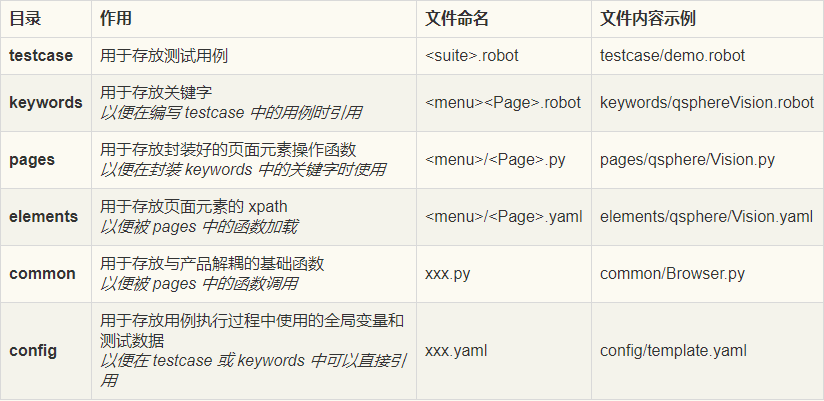 目录 作用 文件命名 文件内容示例
testcase 用于存放测试用例 <suite>.robot testcase/demo.robot
keywords 用于存放关键字 <menu><Page>.robot keywords/qsphereVision.robot
以便在编写 testcase 中的用例时引用
pages 用于存放封装好的页面元素操作函数 <menu>/<Page>.py pages/qsphere/Vision.py
以便在封装 keywords 中的关键字时使用
elements 用于存放页面元素的 xpath <menu>/<Page>.yaml elements/qsphere/Vision.yaml
以便被 pages 中的函数加载
common 用于存放与产品解耦的基础函数 xxx.py common/Browser.py
以便被 pages 中的函数调用
config 用于存放用例执行过程中使用的全局变量和 xxx.yaml config/template.yaml
测试数据
以便在 testcase 或 keywords 中可以直接引
用